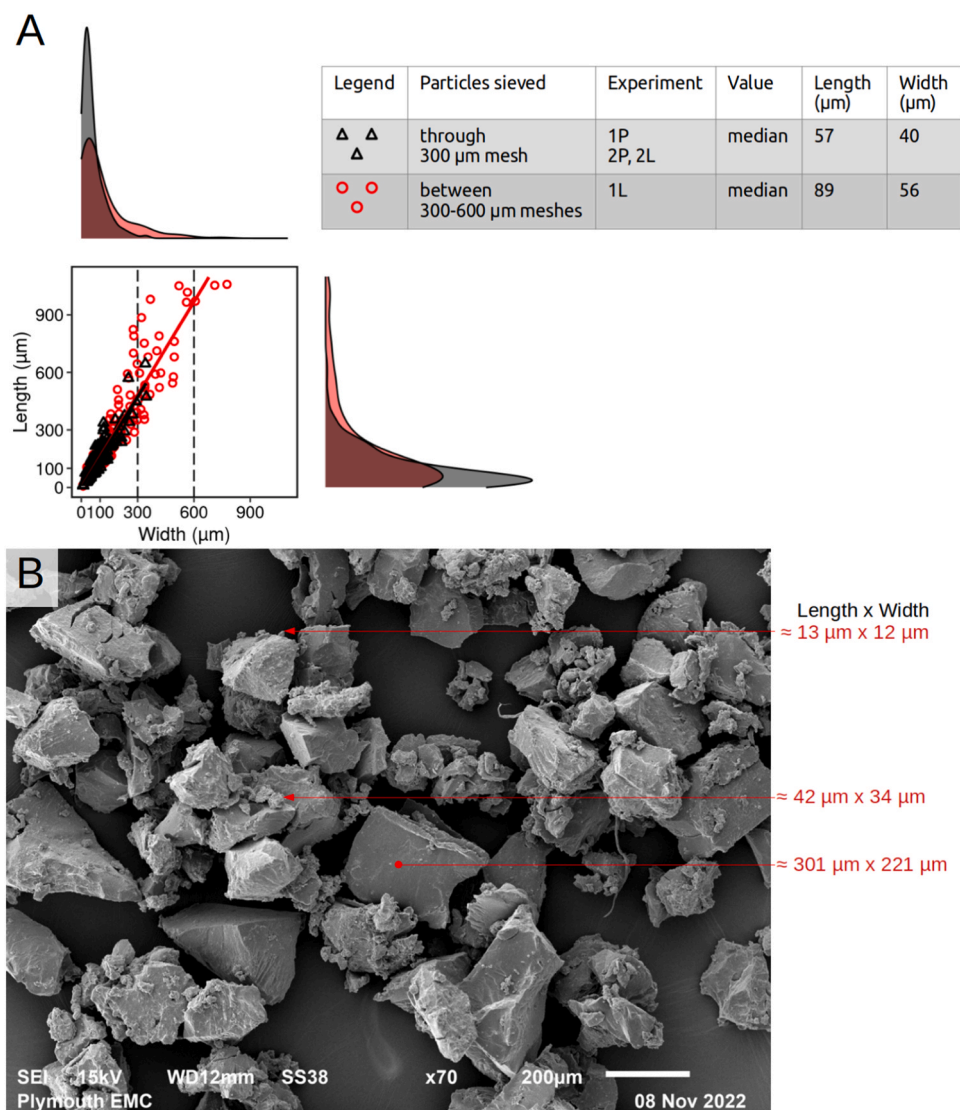 A
Legend Particles sieved Experiment Value Length (µm) Width (µm)
through 300 µm mesh 1P 2P, 2L median 57 40
between 300-600 µm meshes 1L median 89 56
Length (µm)
900
600
300
100
0
0100 300 600 900
Width (µm)
B
Length x Width
≈ 13 µm x 12 µm
≈ 42 µm x 34 µm
≈ 301 µm x 221 µm
SEI 15kV WD12mm SS38 x70 200µm
Plymouth EMC 08 Nov 2022